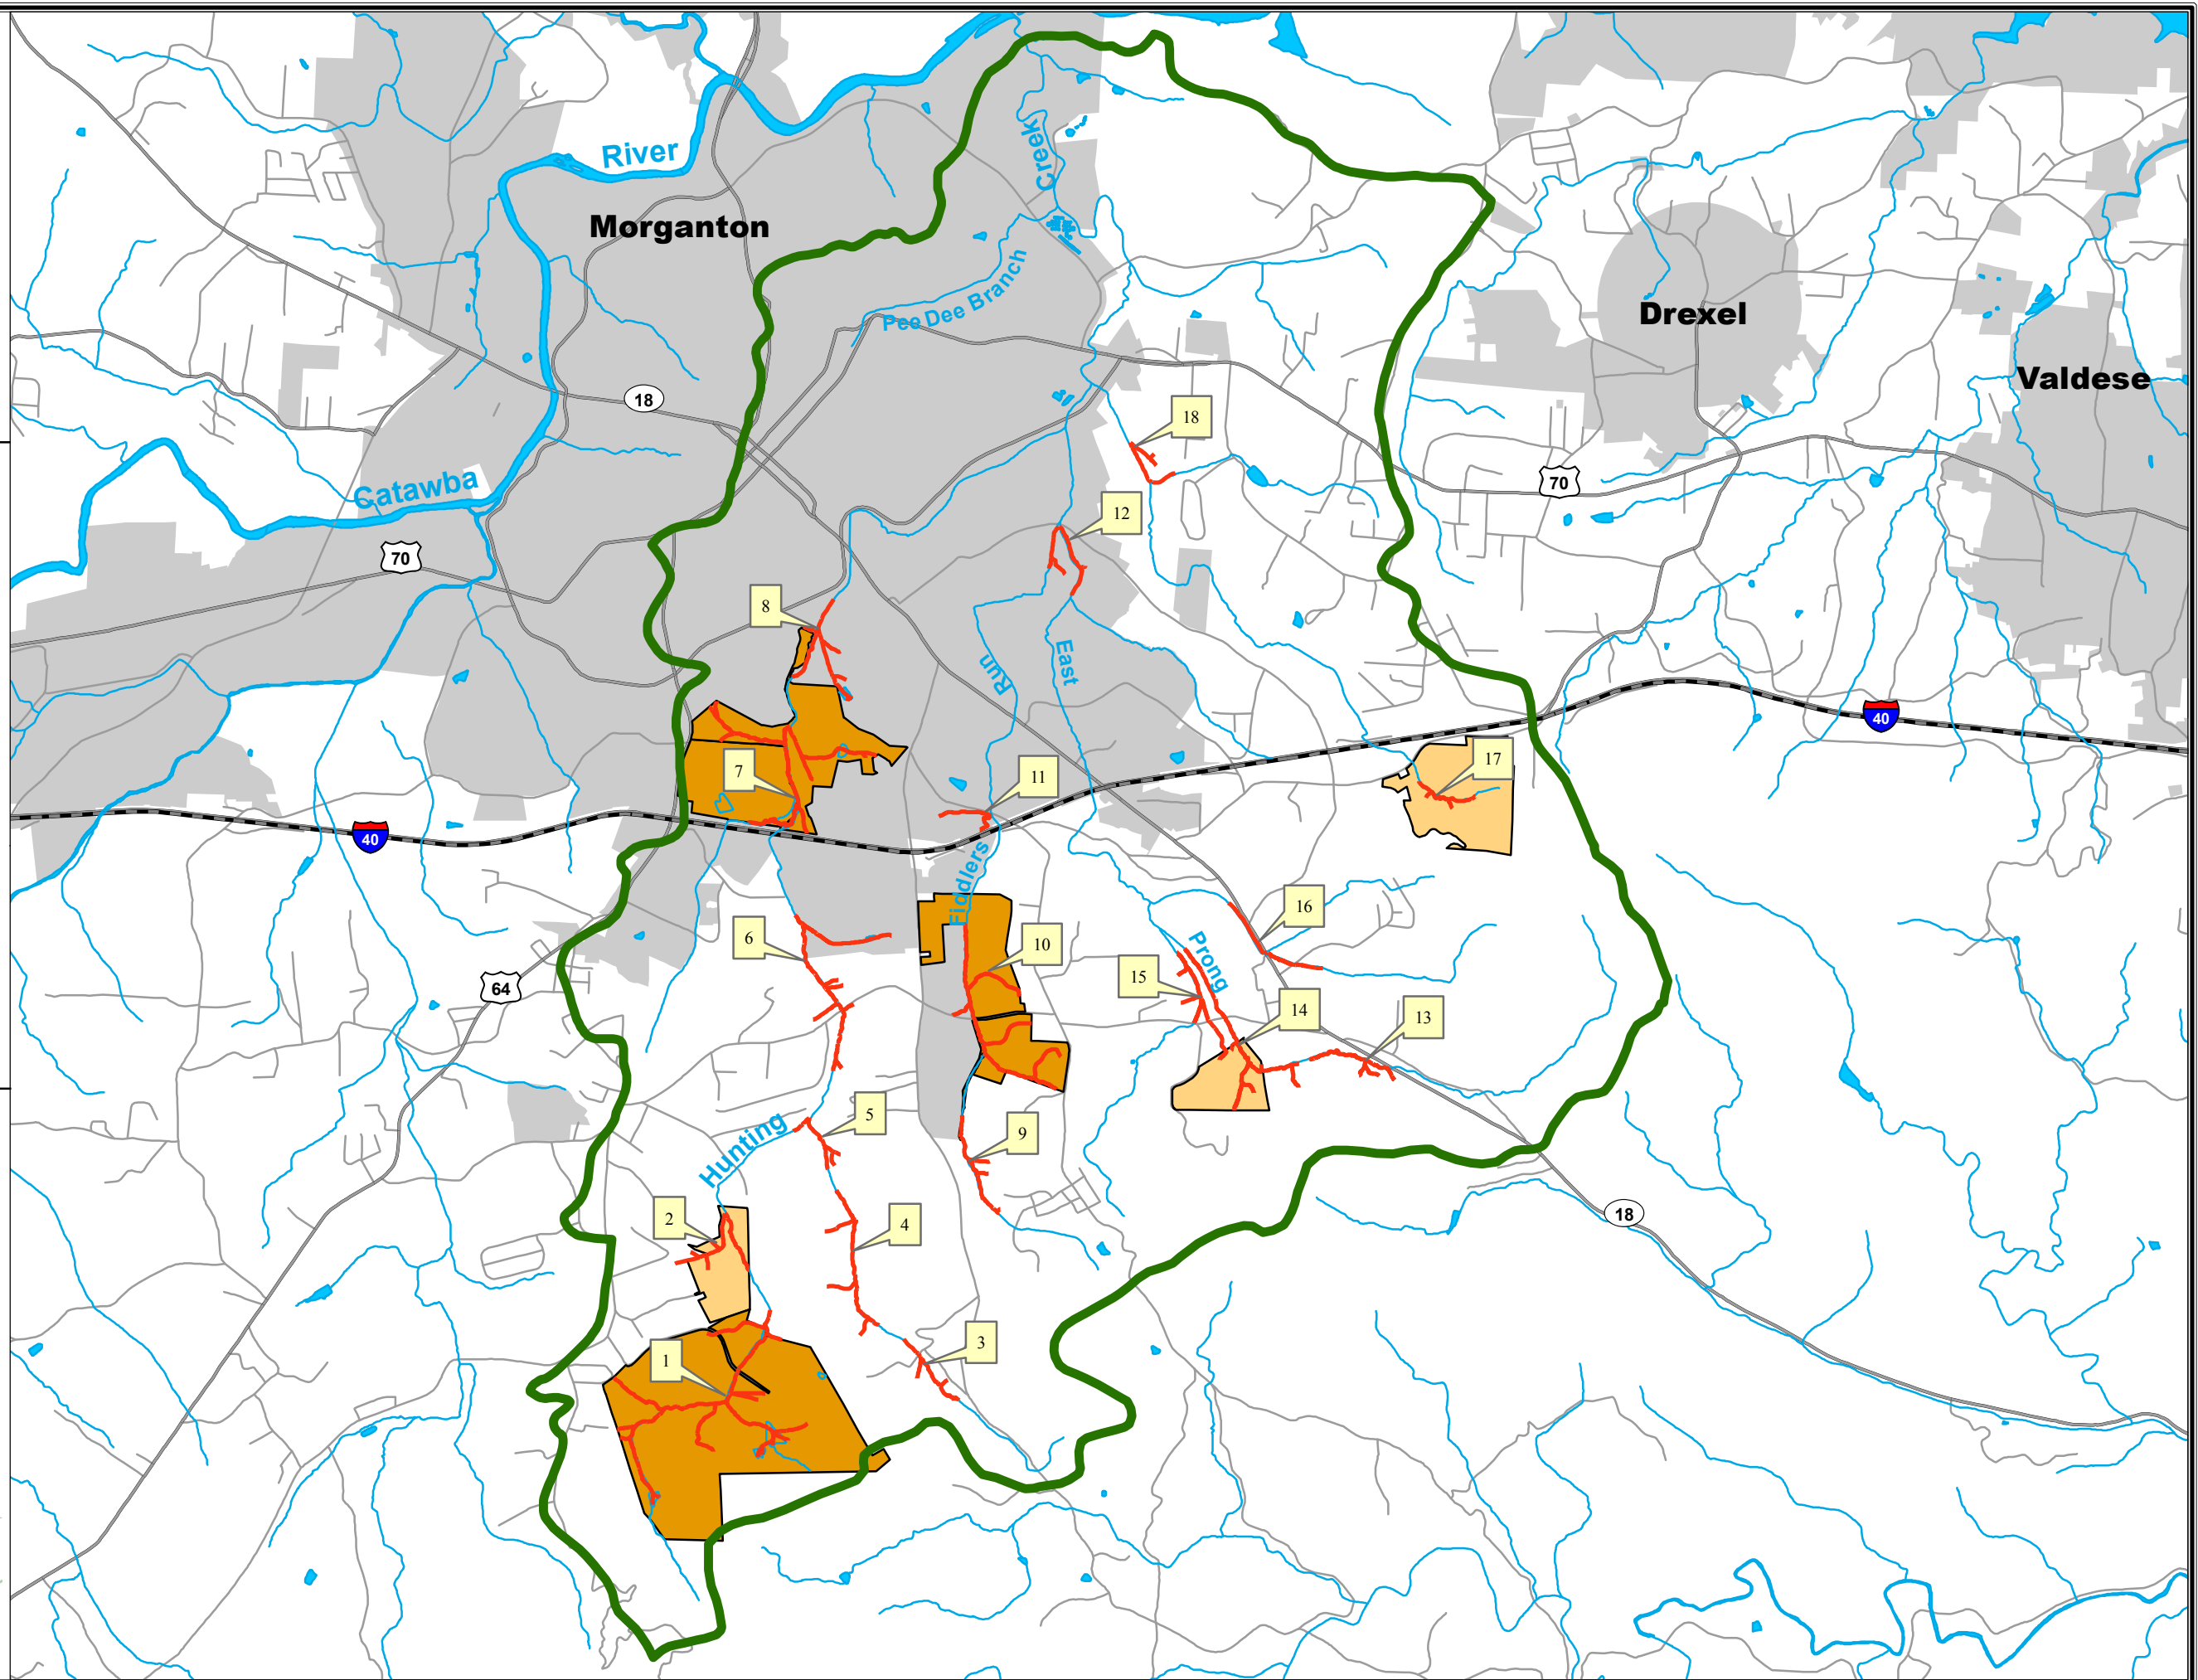 Creek
River
Morganton
Pee Dee Branch
Drexel
Valdese
18
18
70
Catawba
12
70
8
Run
East
40
17
7
11
40
Fiddlers
16
6
10
Prong
15
64
14
13
5
9
Hunting
2
4
18
3
1